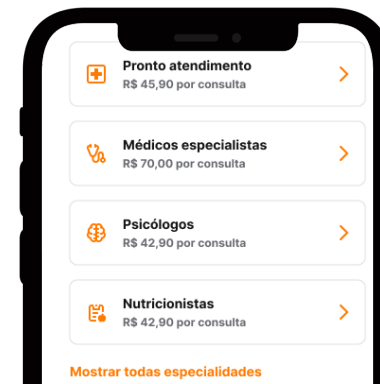 Pronto atendimento
R$ 45,90 por consulta
Médicos especialistas
R$ 70,00 por consulta
Psicólogos
R$ 42,90 por consulta
Nutricionistas
R$ 42,90 por consulta
Mostrar todas especialidades